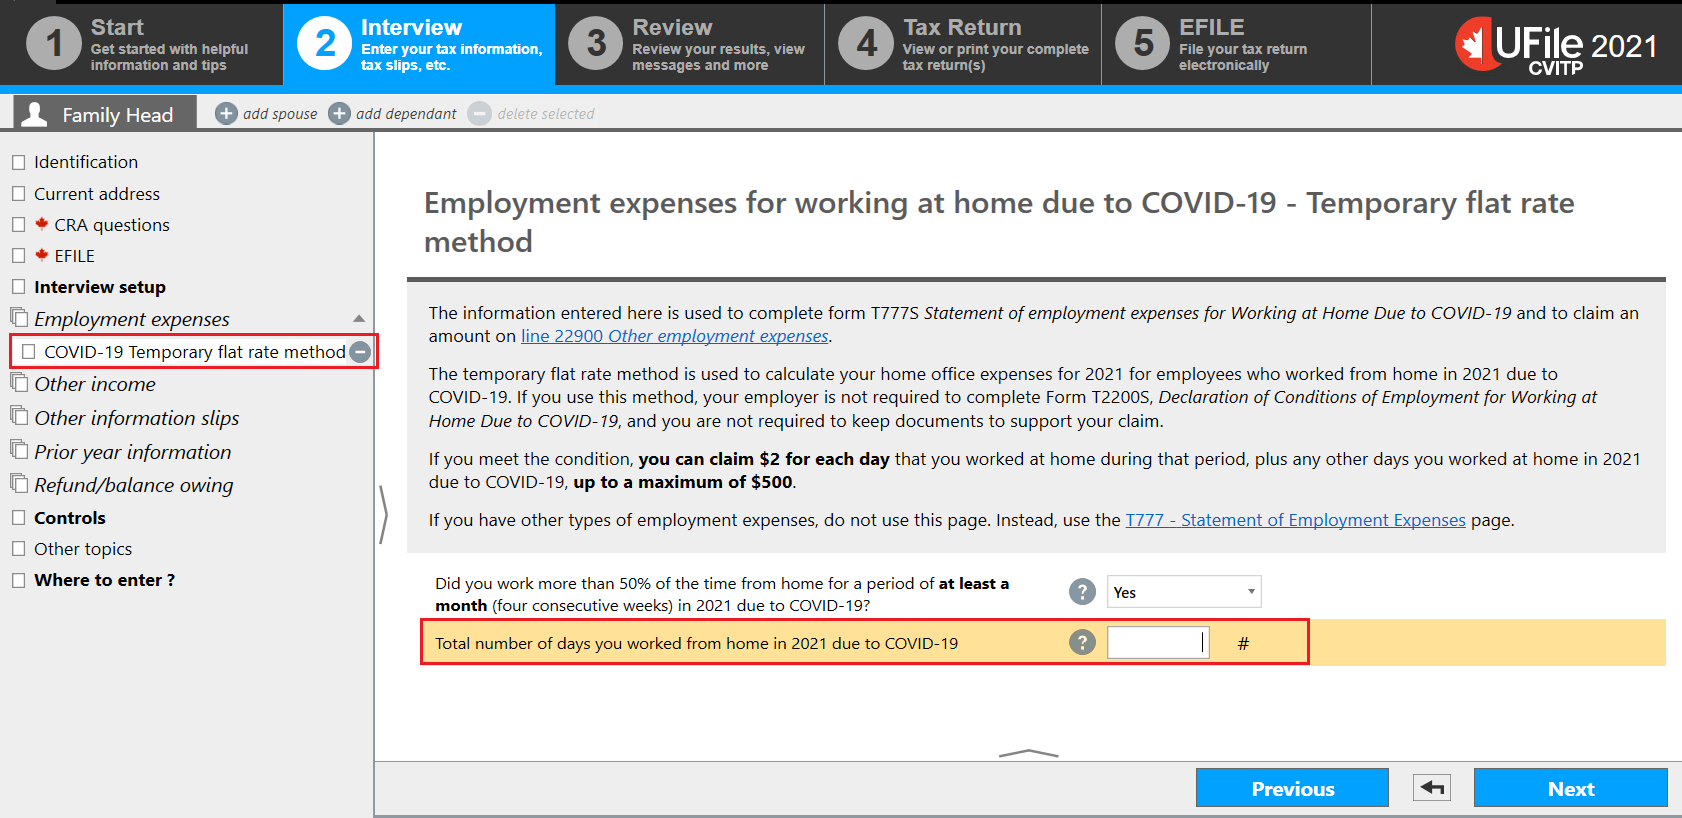 1
Start
Get started with helpful
information and tips
2
Interview
Enter your tax information,
tax slips, etc.
3
Review
Review your results, view
messages and more
4
Tax Return
View or print your complete
tax return(s)
5
EFILE
File your tax return
electronically
UFile 2021
CVITP
Family Head
add spouse
add dependant
delete selected
Identification
Current address
CRA questions
EFILE
Interview setup
Employment expenses
COVID-19 Temporary flat rate method
Other income
Other information slips
Prior year information
Refund/balance owing
Controls
Other topics
Where to enter ?
Employment expenses for working at home due to COVID-19 - Temporary flat rate
method
The information entered here is used to complete form T777S Statement of employment expenses for Working at Home Due to COVID-19 and to claim an
amount on line 22900 Other employment expenses.
The temporary flat rate method is used to calculate your home office expenses for 2021 for employees who worked from home in 2021 due to
COVID-19. If you use this method, your employer is not required to complete Form T2200S, Declaration of Conditions of Employment for Working at
Home Due to COVID-19, and you are not required to keep documents to support your claim.
If you meet the condition, you can claim $2 for each day that you worked at home during that period, plus any other days you worked at home in 2021
due to COVID-19, up to a maximum of $500.
If you have other types of employment expenses, do not use this page. Instead, use the T777 - Statement of Employment Expenses page.
Did you work more than 50% of the time from home for a period of at least a
month (four consecutive weeks) in 2021 due to COVID-19?
? Yes
Total number of days you worked from home in 2021 due to COVID-19
? #
Previous
Next